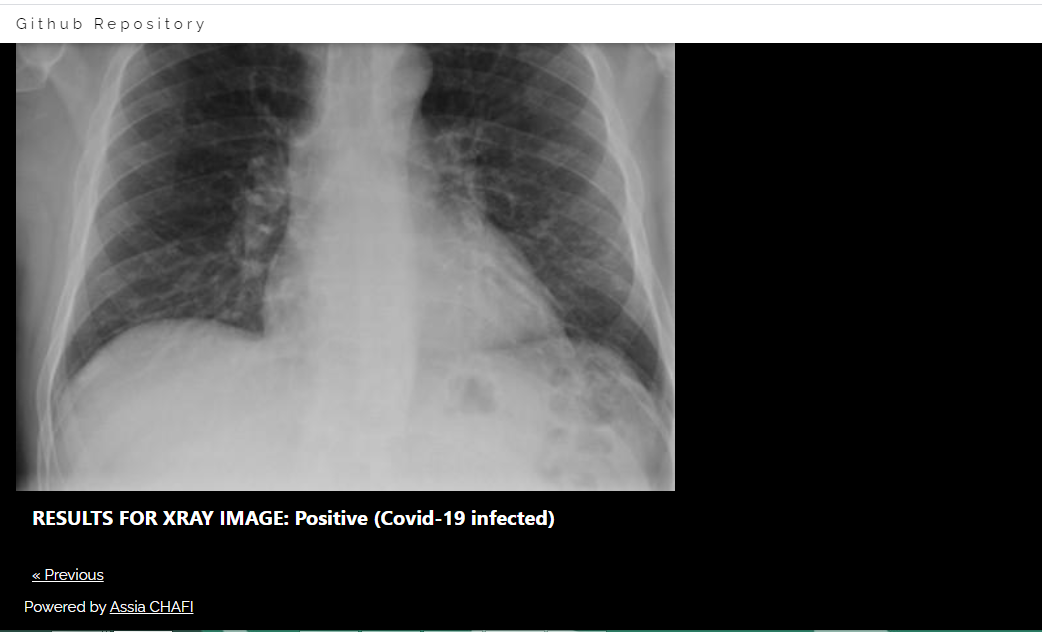 Github Repository
RESULTS FOR XRAY IMAGE: Positive (Covid-19 infected)
« Previous
Powered by Assia CHAFI